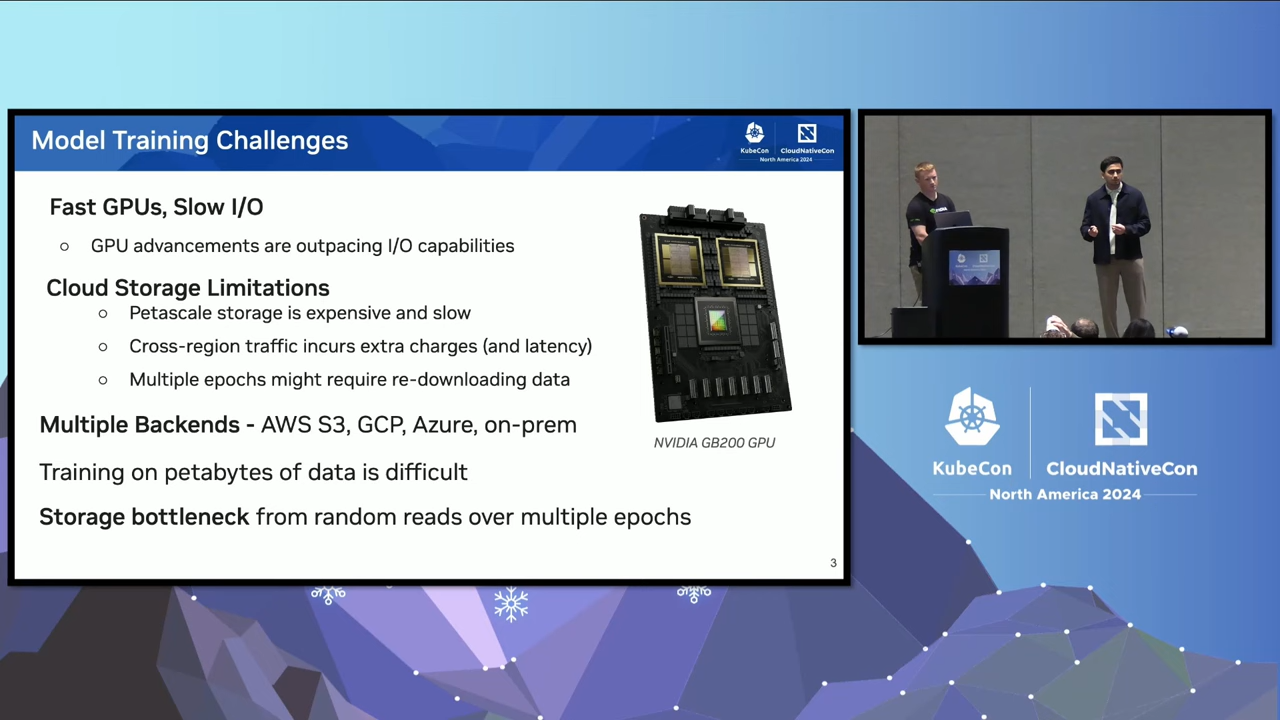 Model Training Challenges
KubeCon
CloudNativeCon
North America 2024
Fast GPUs, Slow I/O
GPU advancements are outpacing I/O capabilities
Cloud Storage Limitations
Petascale storage is expensive and slow
Cross-region traffic incurs extra charges (and latency)
Multiple epochs might require re-downloading data
Multiple Backends - AWS S3, GCP, Azure, on-prem
Training on petabytes of data is difficult
Storage bottleneck from random reads over multiple epochs
NVIDIA GB200 GPU
3
KubeCon
CloudNativeCon
North America 2024